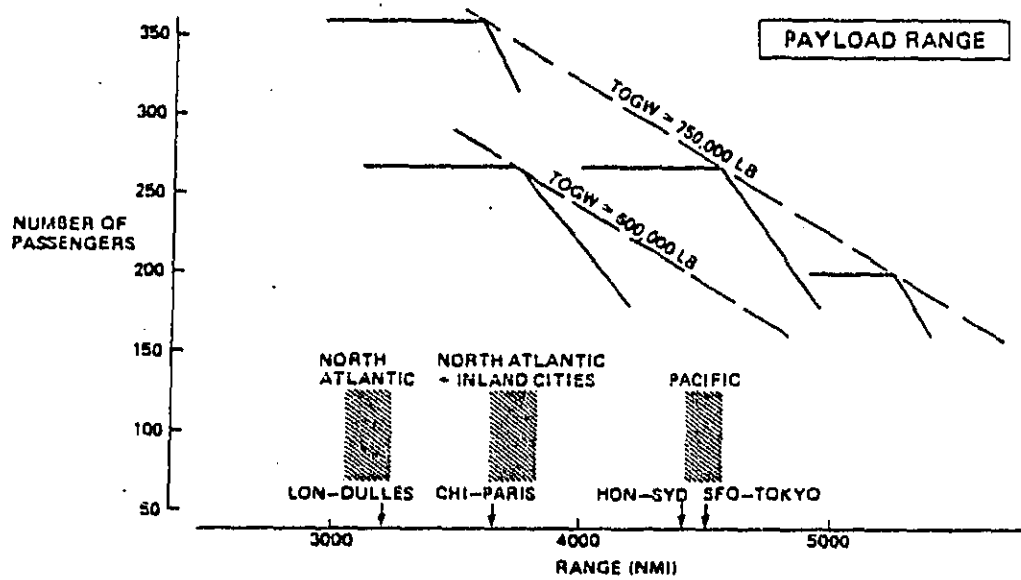 PAYLOAD RANGE
350
300
250
200
150
100
50
NUMBER OF
PASSENGERS
TOGW = 750,000 LB
TOGW = 600,000 LB
NORTH
ATLANTIC
NORTH ATLANTIC
+ INLAND CITIES
PACIFIC
LON-DULLES
CHI-PARIS
HON-SYD
SFO-TOKYO
3000
4000
5000
RANGE (NMI)